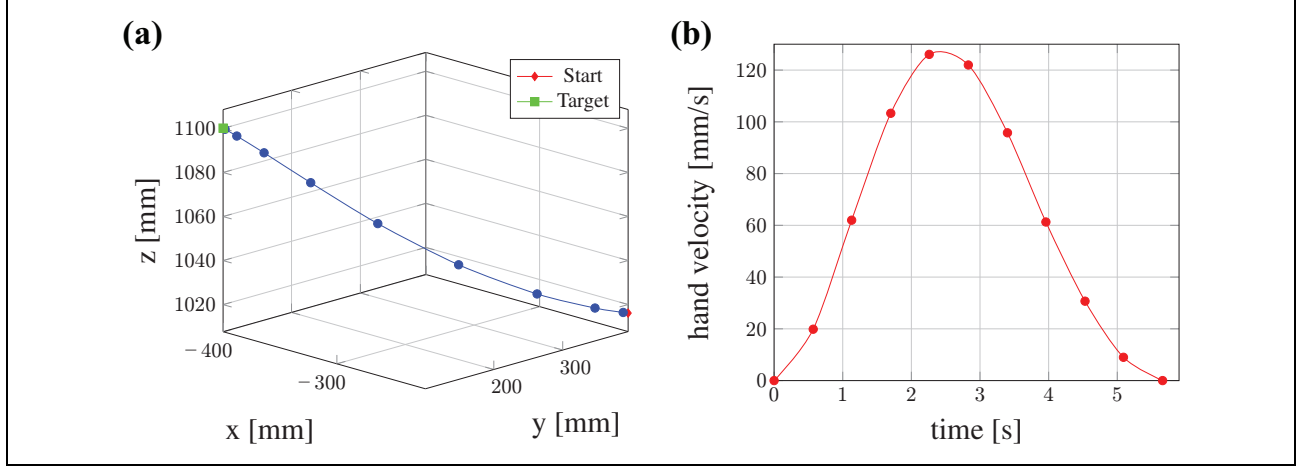 (a)
Start
Target
1100
1080
1060
1040
1020
z [mm]
−400
−300
x [mm]
200
300
y [mm]
(b)
120
100
80
60
40
20
0
hand velocity [mm/s]
0 1 2 3 4 5
time [s]